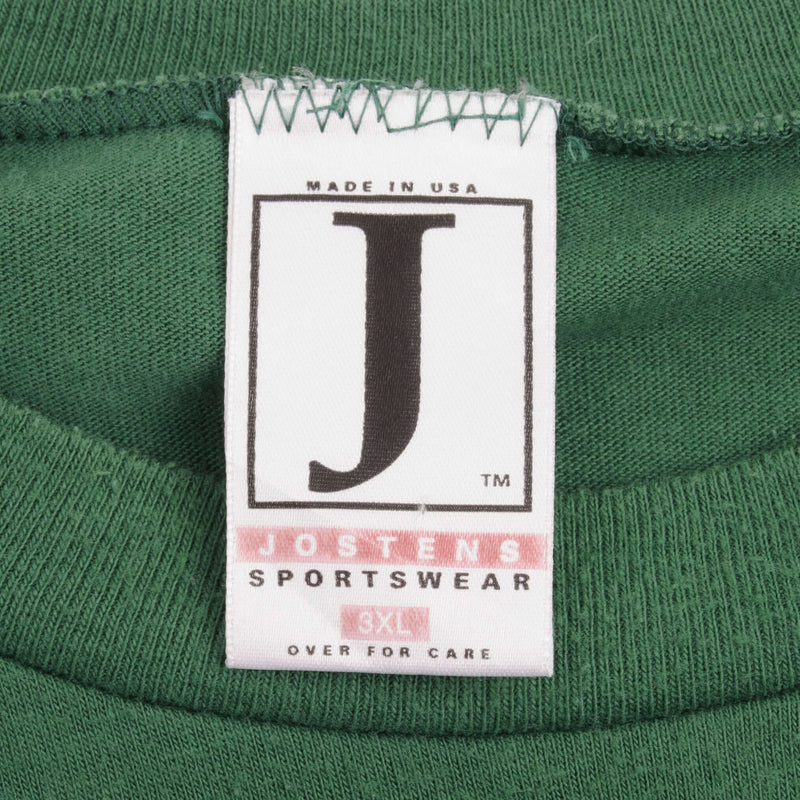 MADE IN USA
J
TM
JOSTENS
SPORTSWEAR
3XL
OVER FOR CARE